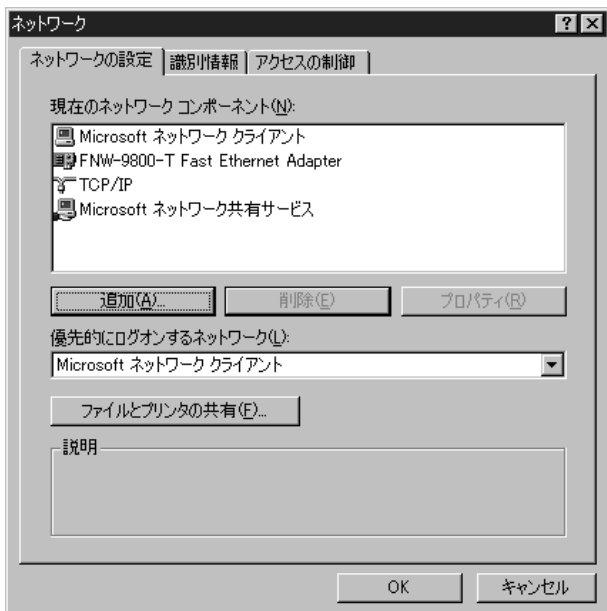 ネットワーク
ネットワークの設定 識別情報 アクセスの制御
現在のネットワーク コンポーネント(N):
Microsoft ネットワーク クライアント
FNW-9800-T Fast Ethernet Adapter
TCP/IP
Microsoft ネットワーク共有サービス
追加(A)... 削除(E) プロパティ(R)
優先的にログオンするネットワーク(L):
Microsoft ネットワーク クライアント
ファイルとプリンタの共有(F)...
説明
OK キャンセル